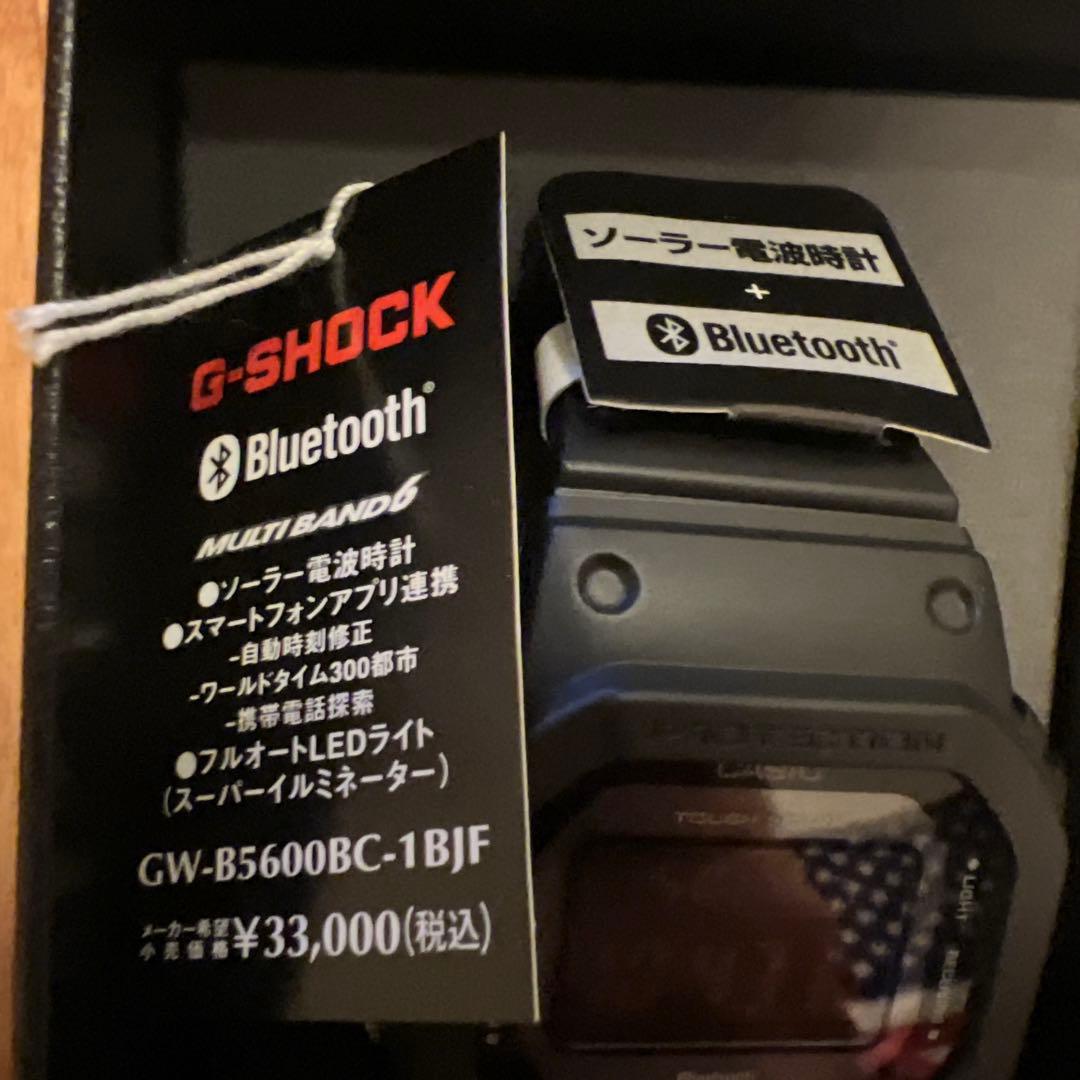 G-SHOCK
Bluetooth®
MULTI BAND 6
●ソーラー電波時計
●スマートフォンアプリ連携
-自動時刻修正
-ワールドタイム300都市
-携帯電話探索
●フルオートLEDライト
(スーパーイルミネーター)
GW-B5600BC-1BJF
メーカー希望
小売価格 ¥33,000(税込)
ソーラー電波時計
+
Bluetooth®
CASIO
TOUGH
LIGHT
Bluetooth